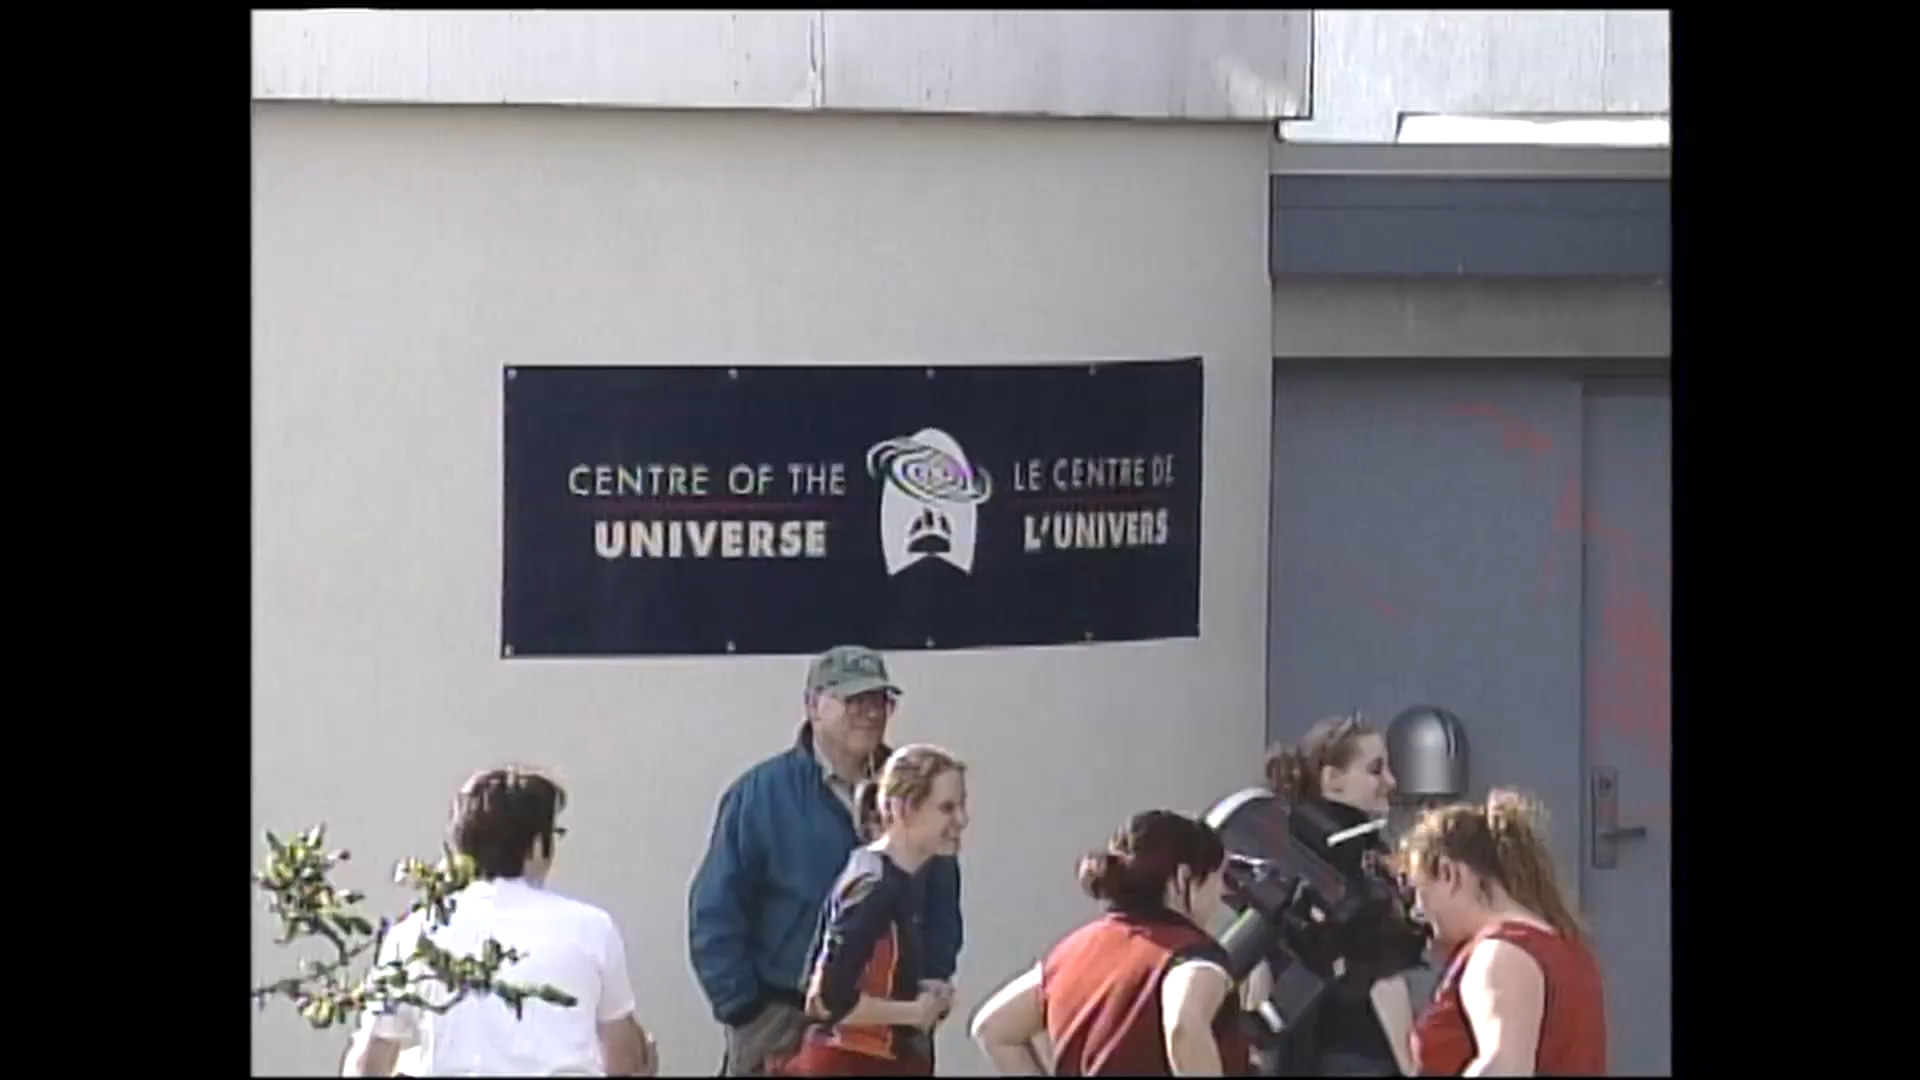 CENTRE OF THE
UNIVERSE
LE CENTRE DE
L'UNIVERS